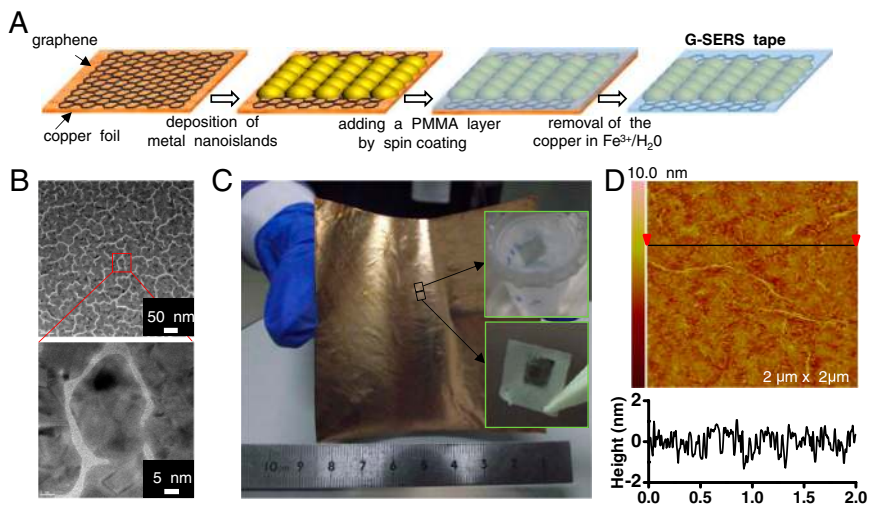 A
graphene
copper foil
deposition of
metal nanoislands
adding a PMMA layer
by spin coating
removal of the
copper in Fe³⁺/H₂0
G-SERS tape
B
50 nm
5 nm
C
10 9 8 7 6 5 4 3 2 1
D
10.0 nm
2 µm x 2µm
Height (nm)
2
0
-2
0.0 0.5 1.0 1.5 2.0